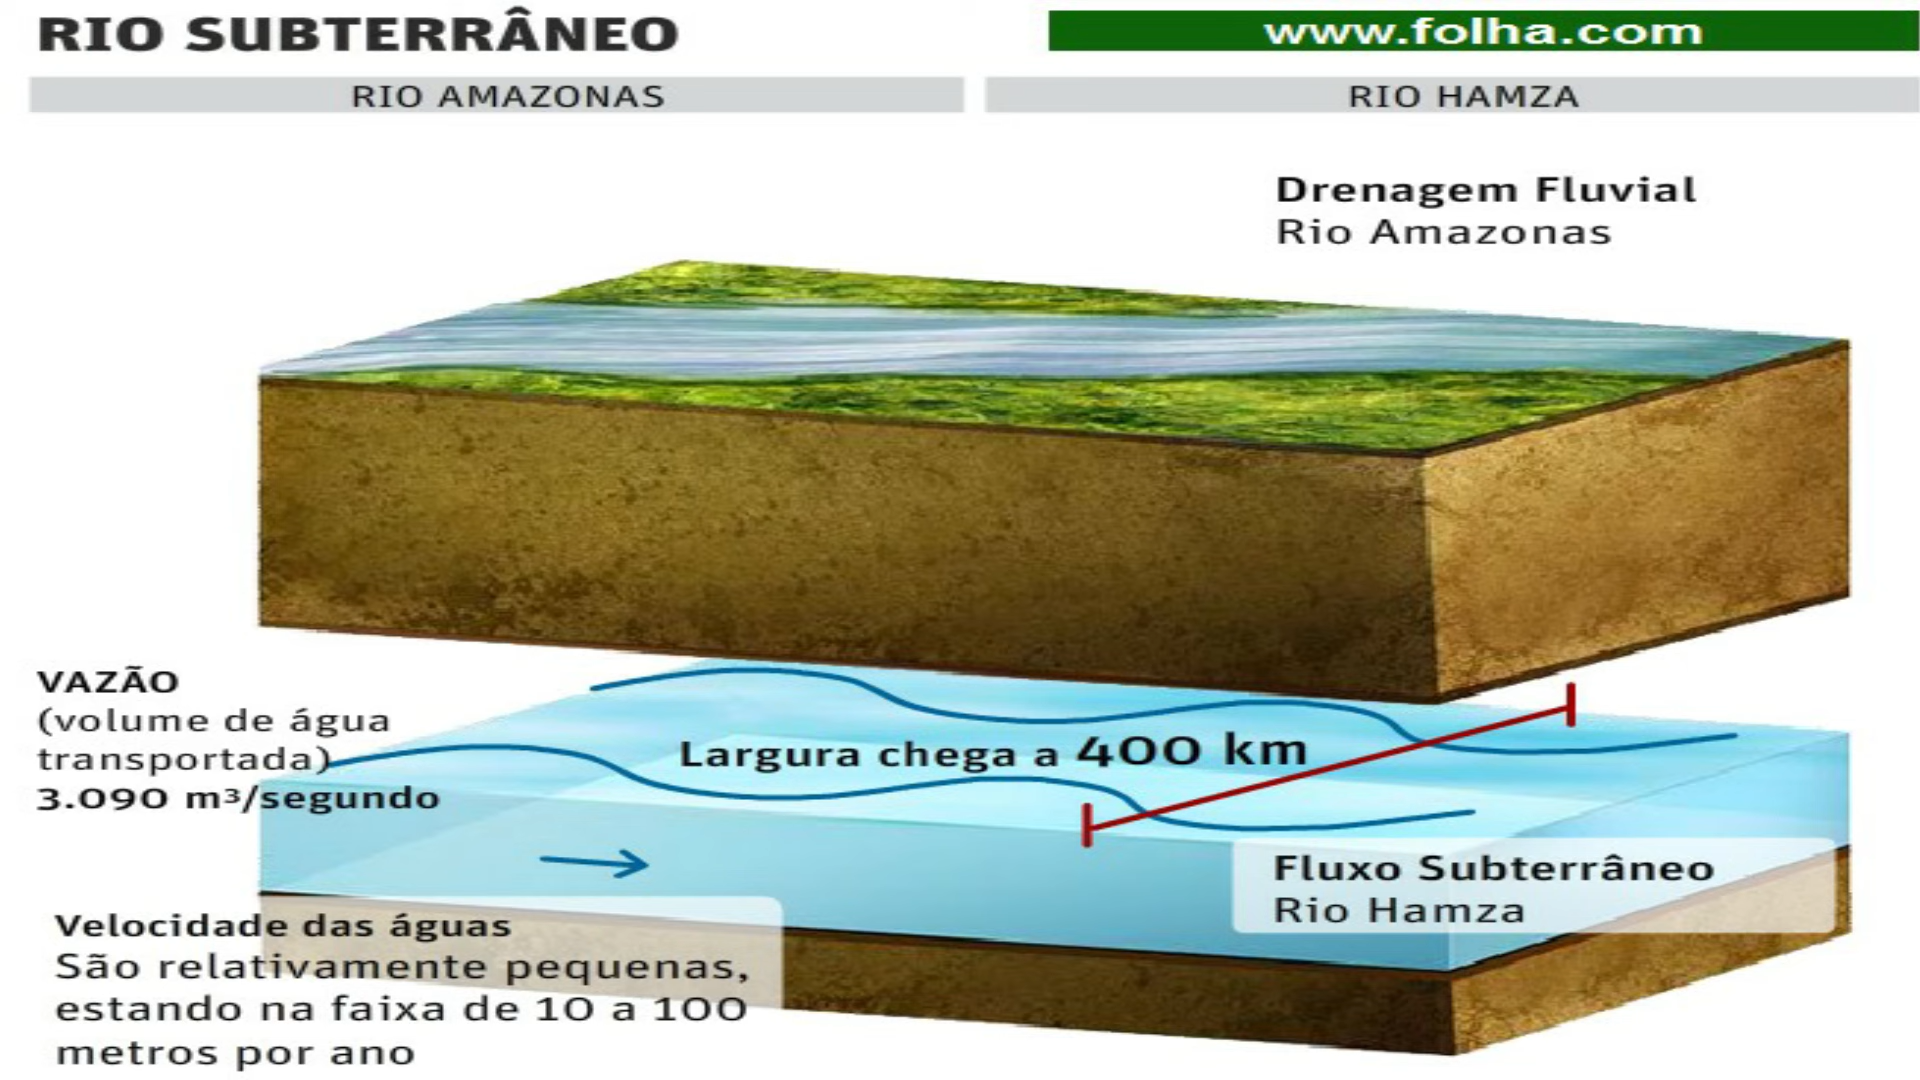 RIO SUBTERRÂNEO
www.folha.com
RIO AMAZONAS
RIO HAMZA
Drenagem Fluvial
Rio Amazonas
VAZÃO
(volume de água
transportada)
3.090 m³/segundo
Largura chega a 400 km
Fluxo Subterrâneo
Rio Hamza
Velocidade das águas
São relativamente pequenas,
estando na faixa de 10 a 100
metros por ano